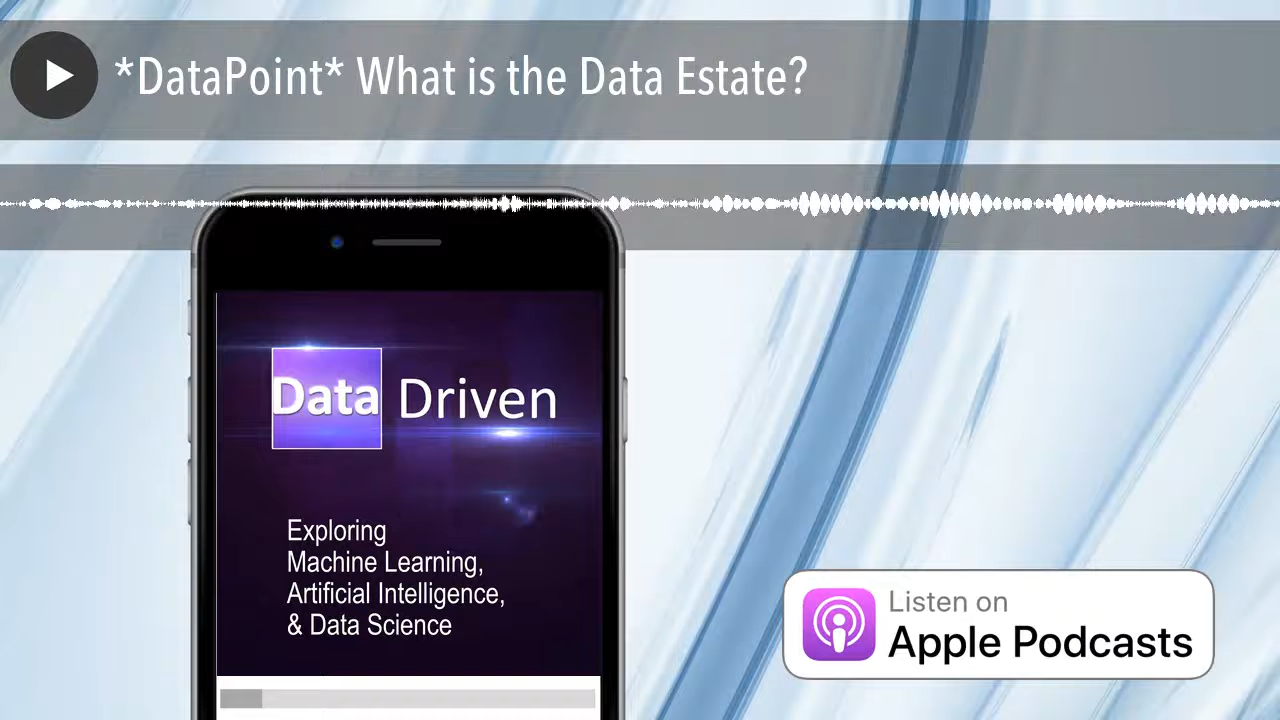 *DataPoint* What is the Data Estate?
Data Driven
Exploring
Machine Learning,
Artificial Intelligence,
& Data Science
Listen on
Apple Podcasts